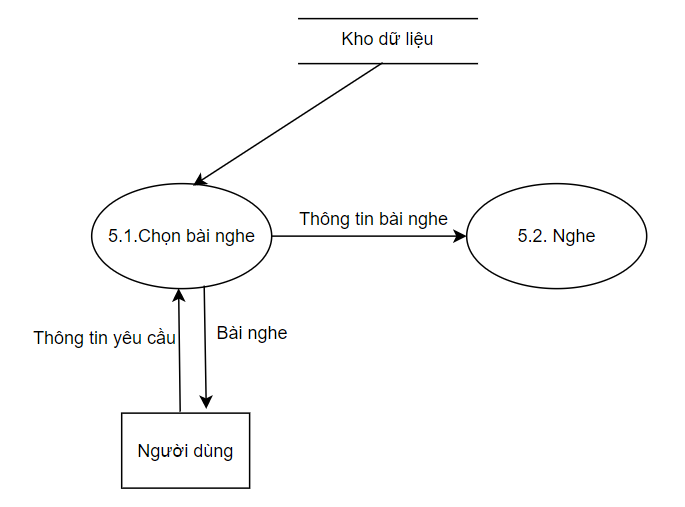 Kho dữ liệu
5.1.Chọn bài nghe
Thông tin bài nghe
5.2. Nghe
Thông tin yêu cầu
Bài nghe
Người dùng